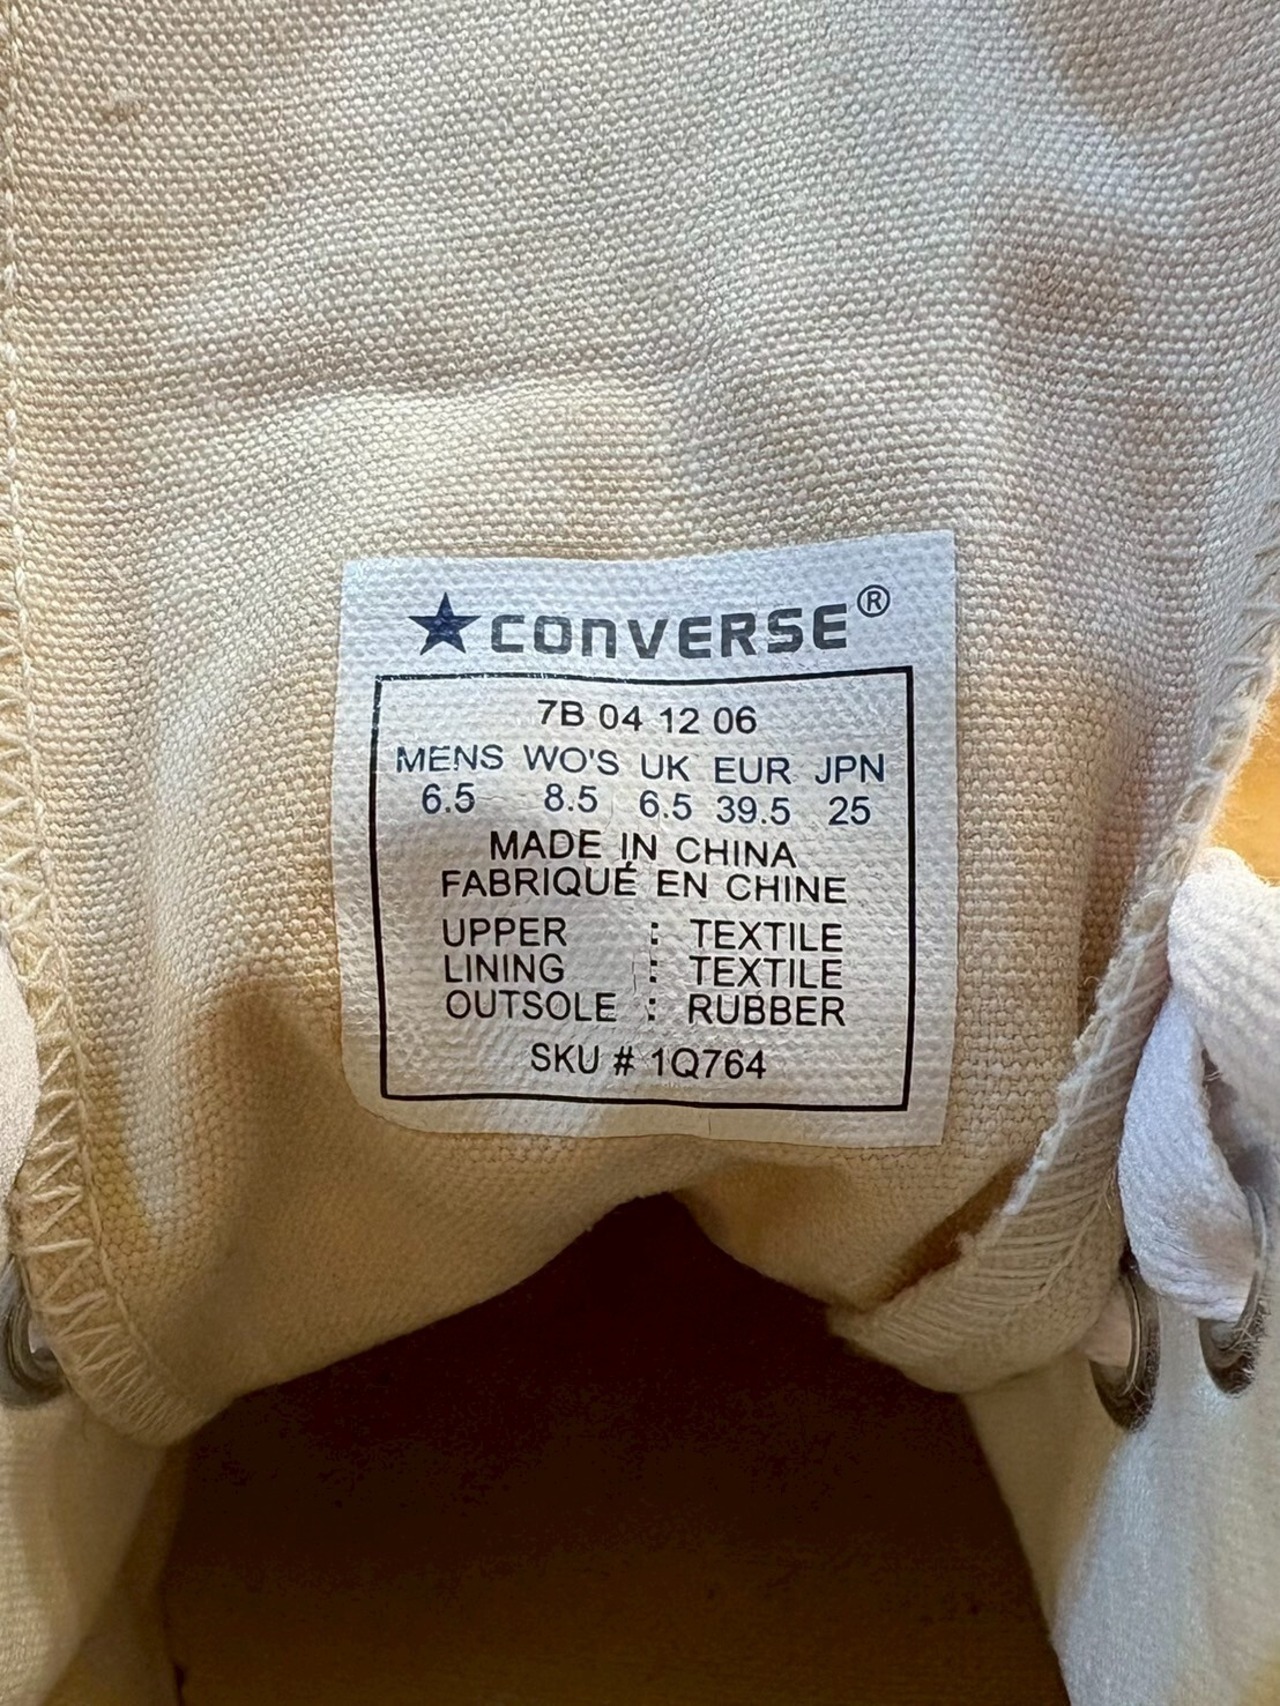 ★CONVERSE®
7B 04 12 06
MENS WO'S UK EUR JPN
6.5 8.5 6.5 39.5 25
MADE IN CHINA
FABRIQUÉ EN CHINE
UPPER : TEXTILE
LINING : TEXTILE
OUTSOLE : RUBBER
SKU # 1Q764